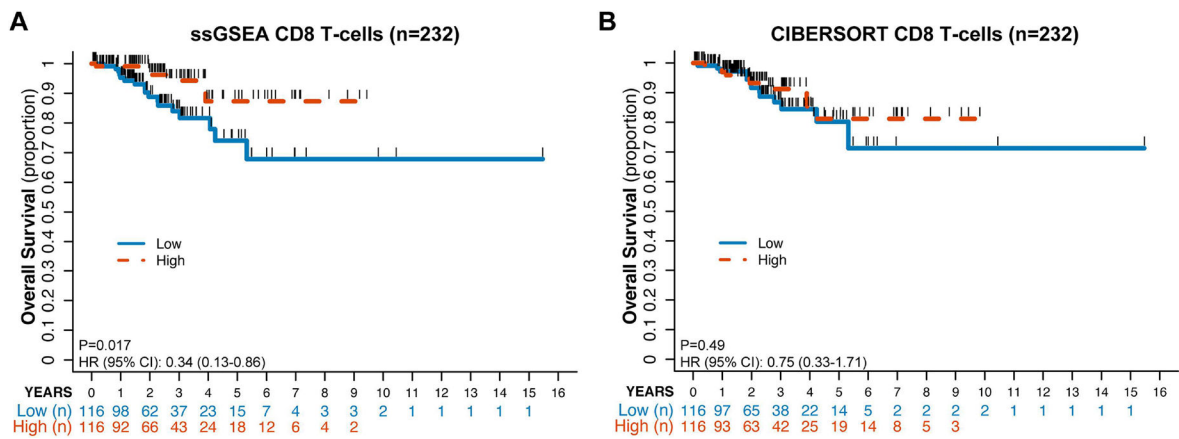 A
ssGSEA CD8 T-cells (n=232)
Overall Survival (proportion)
1
0.9
0.8
0.7
0.6
0.5
0.4
0.3
0.2
0.1
0
Low
High
P=0.017
HR (95% CI): 0.34 (0.13-0.86)
YEARS 0 1 2 3 4 5 6 7 8 9 10 11 12 13 14 15 16
Low (n) 116 98 62 37 23 15 7 4 3 3 2 1 1 1 1 1
High (n) 116 92 66 43 24 18 12 6 4 2
B
CIBERSORT CD8 T-cells (n=232)
Overall Survival (proportion)
1
0.9
0.8
0.7
0.6
0.5
0.4
0.3
0.2
0.1
0
Low
High
P=0.49
HR (95% CI): 0.75 (0.33-1.71)
YEARS 0 1 2 3 4 5 6 7 8 9 10 11 12 13 14 15 16
Low (n) 116 97 65 38 22 14 5 2 2 2 2 1 1 1 1 1
High (n) 116 93 63 42 25 19 14 8 5 3